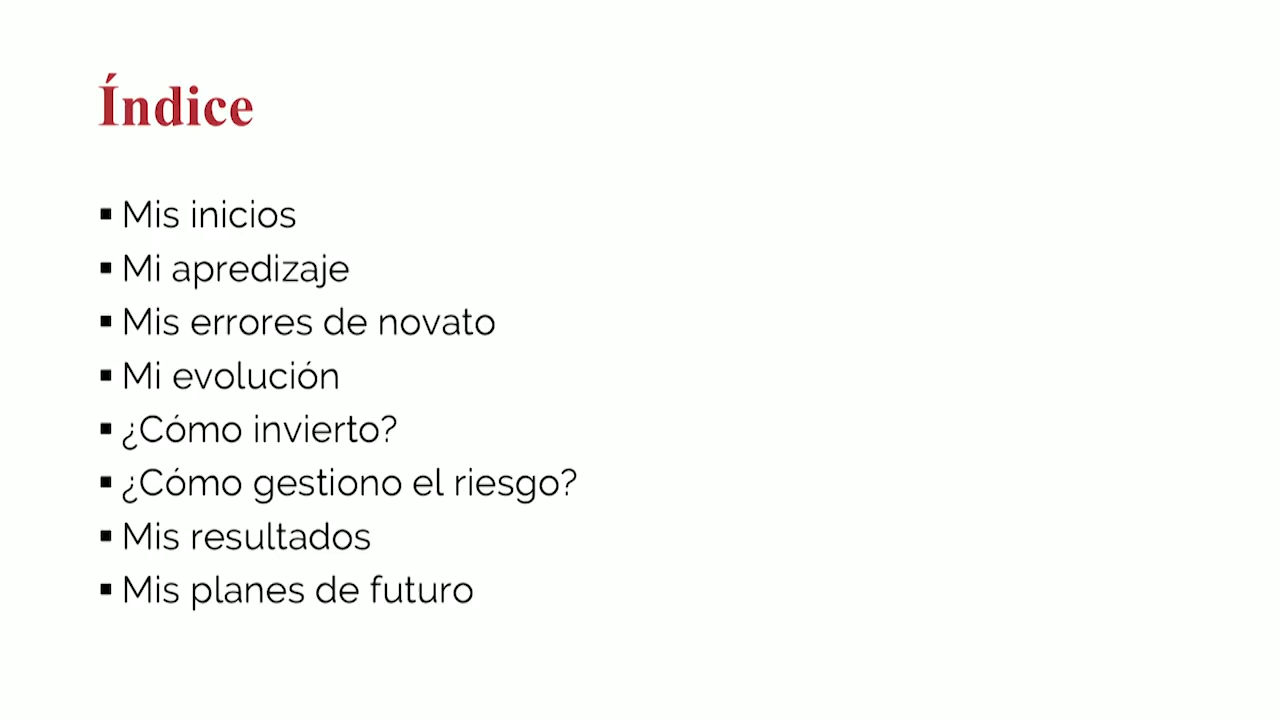 Índice
▪ Mis inicios
▪ Mi apredizaje
▪ Mis errores de novato
▪ Mi evolución
▪ ¿Cómo invierto?
▪ ¿Cómo gestiono el riesgo?
▪ Mis resultados
▪ Mis planes de futuro